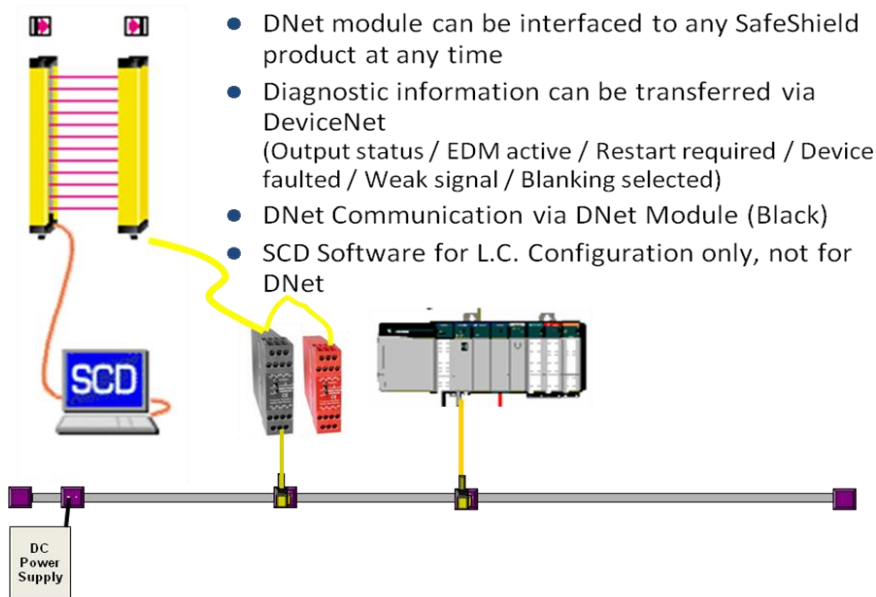 DNet module can be interfaced to any SafeShield
product at any time
Diagnostic information can be transferred via
DeviceNet
(Output status / EDM active / Restart required / Device
faulted / Weak signal / Blanking selected)
DNet Communication via DNet Module (Black)
SCD Software for L.C. Configuration only, not for
DNet
SCD
DC
Power
Supply